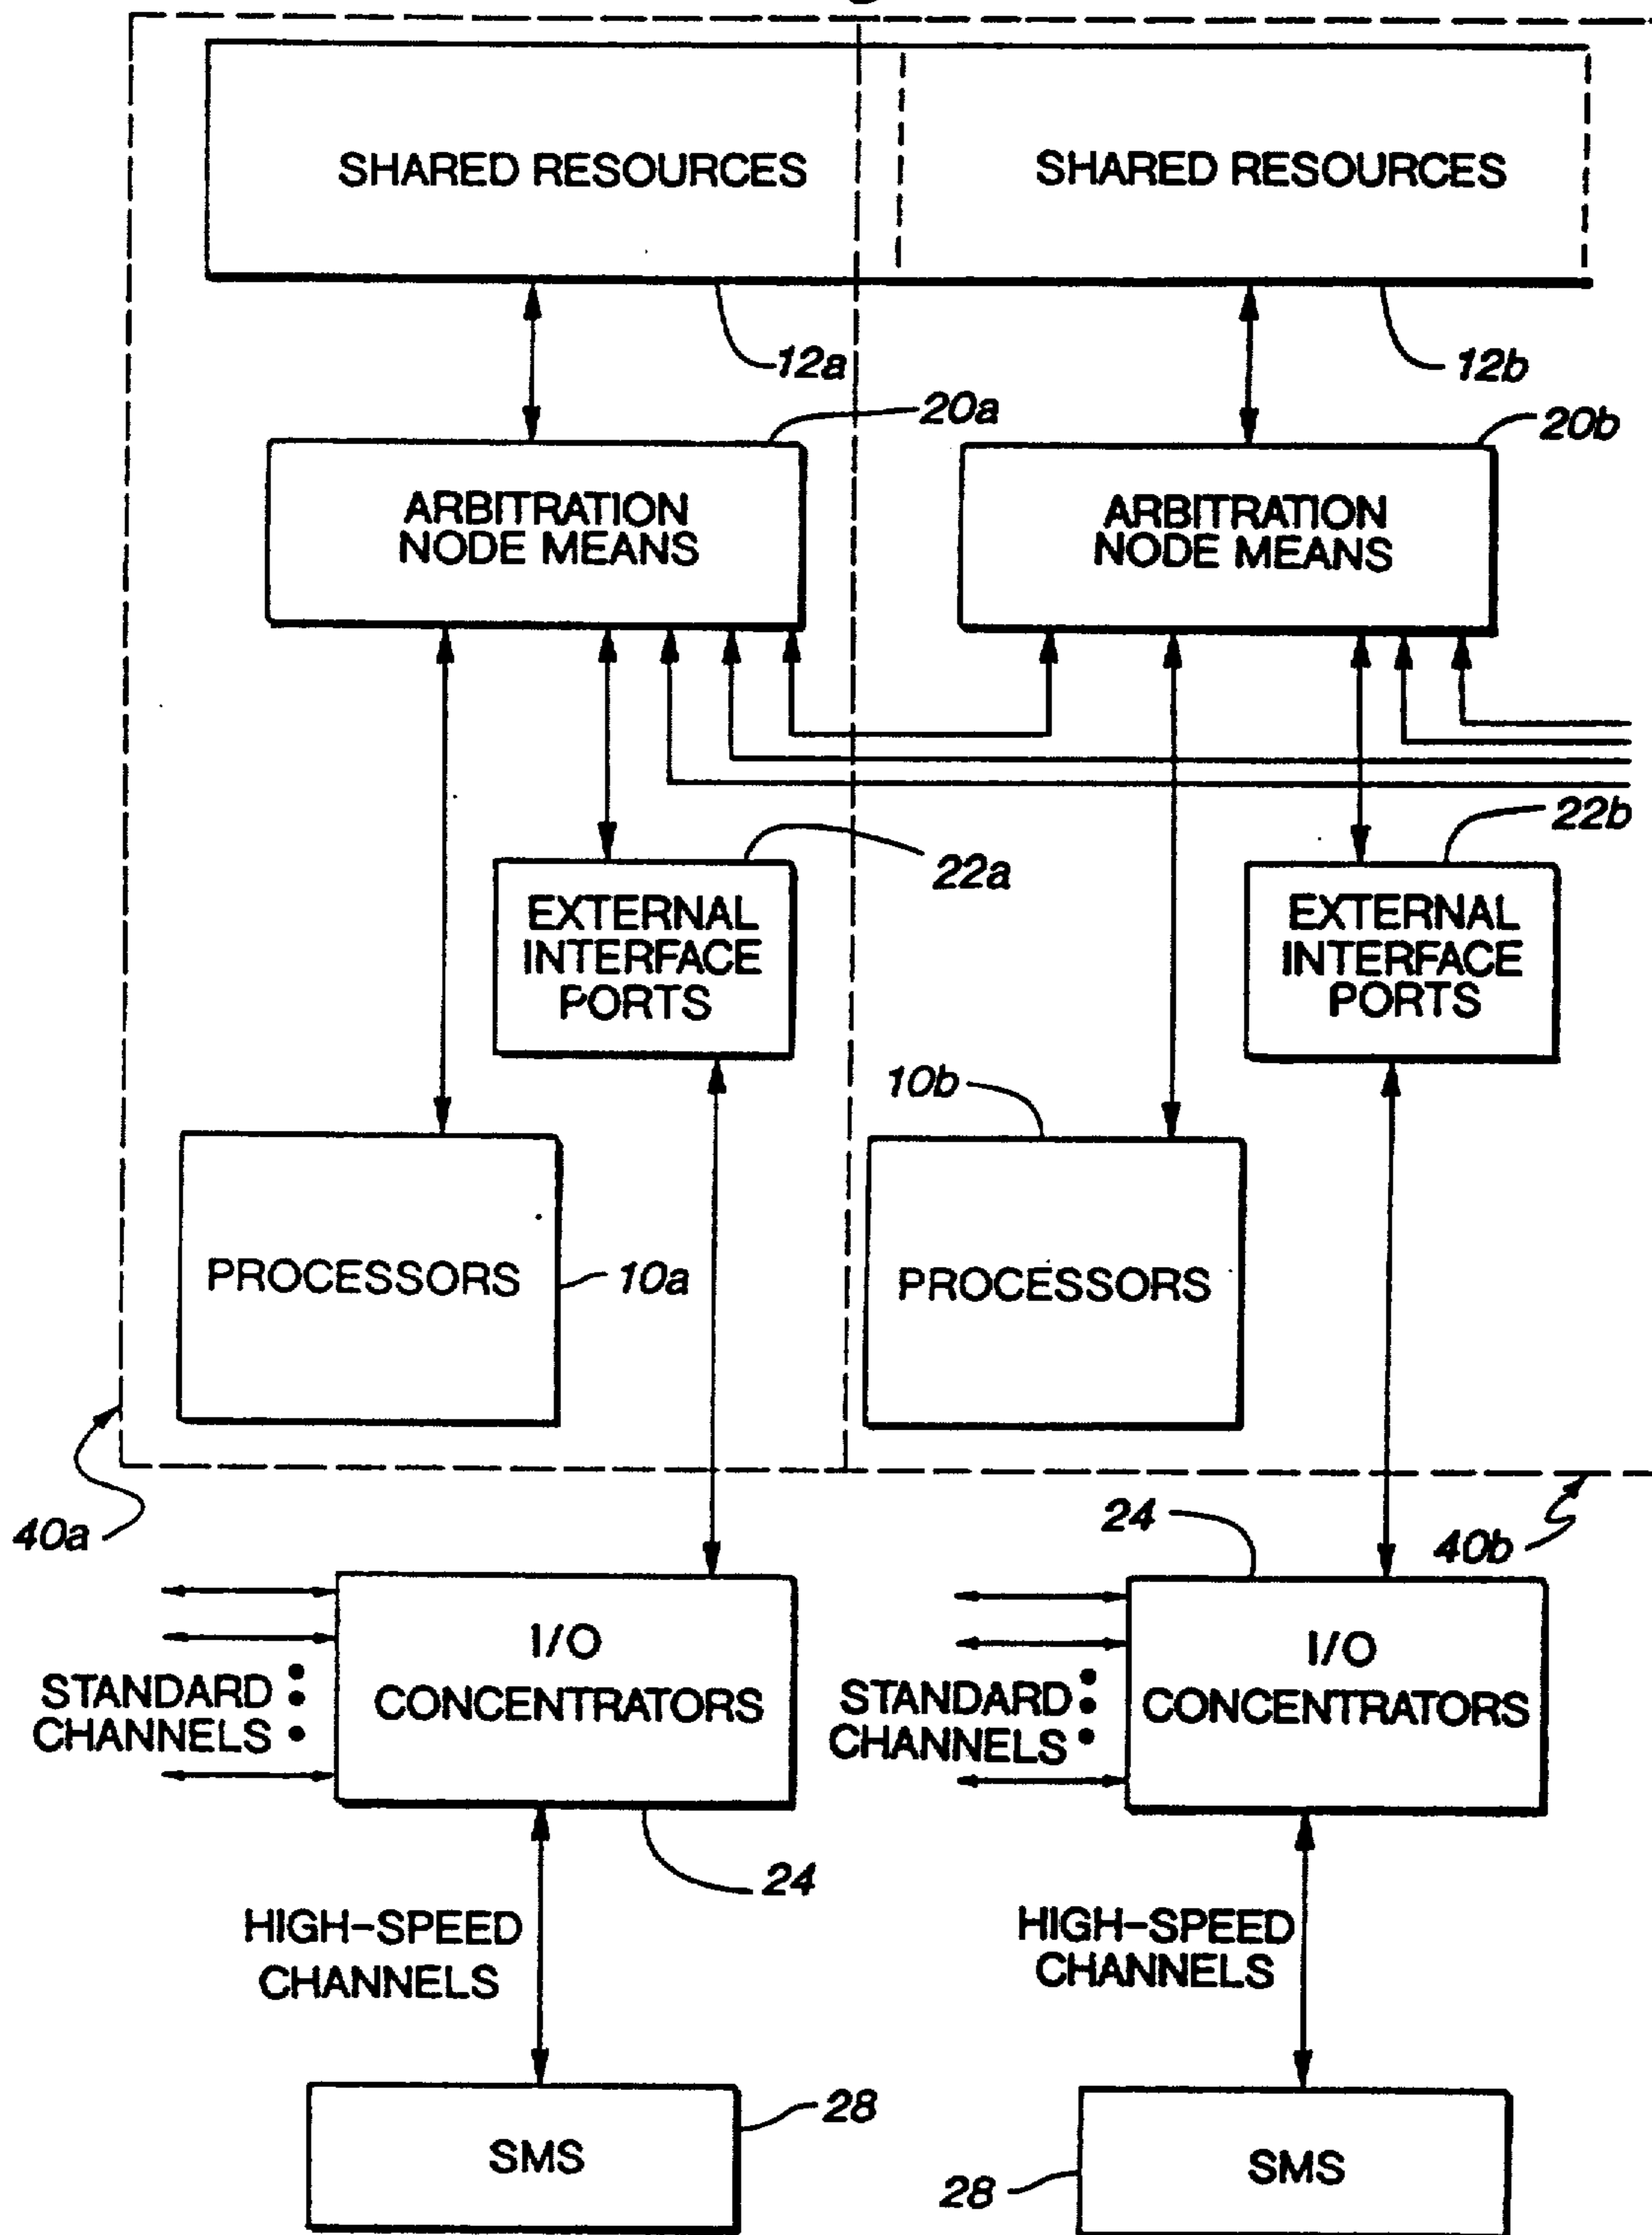 SHARED RESOURCES
SHARED RESOURCES
12a
12b
20a
20b
ARBITRATION
NODE MEANS
ARBITRATION
NODE MEANS
22a
22b
EXTERNAL
INTERFACE
PORTS
EXTERNAL
INTERFACE
PORTS
10b
PROCESSORS
10a
PROCESSORS
40a
24
40b
I/O
CONCENTRATORS
STANDARD
CHANNELS
I/O
CONCENTRATORS
STANDARD
CHANNELS
24
HIGH-SPEED
CHANNELS
HIGH-SPEED
CHANNELS
28
SMS
28
SMS